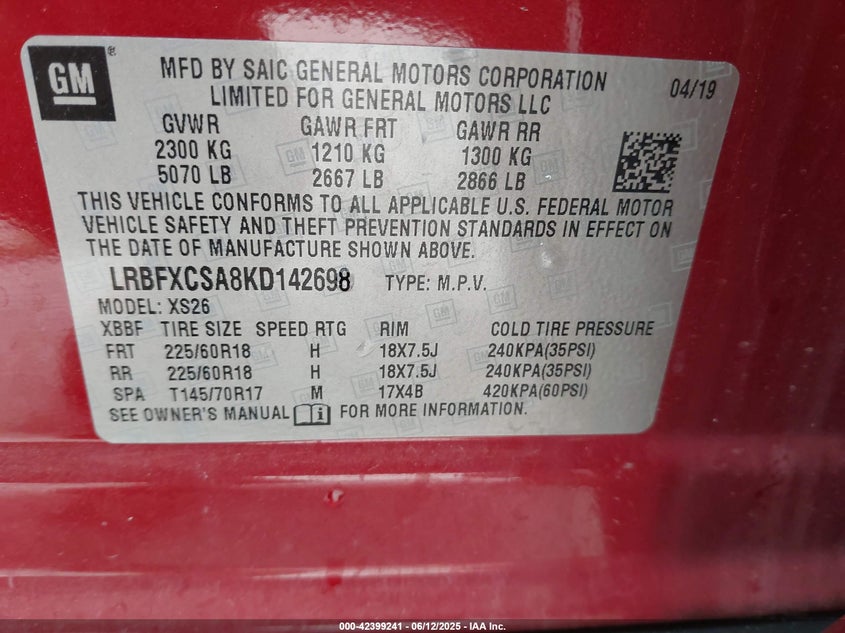 GM®
MFD BY SAIC GENERAL MOTORS CORPORATION
LIMITED FOR GENERAL MOTORS LLC
04/19
GVWR GAWR FRT GAWR RR
2300 KG 1210 KG 1300 KG
5070 LB 2667 LB 2866 LB
THIS VEHICLE CONFORMS TO ALL APPLICABLE U.S. FEDERAL MOTOR
VEHICLE SAFETY AND THEFT PREVENTION STANDARDS IN EFFECT ON
THE DATE OF MANUFACTURE SHOWN ABOVE.
LRBFXCSA8KD142698 TYPE: M.P.V.
MODEL: XS26
XBBF TIRE SIZE SPEED RTG RIM COLD TIRE PRESSURE
FRT 225/60R18 H 18X7.5J 240KPA(35PSI)
RR 225/60R18 H 18X7.5J 240KPA(35PSI)
SPA T145/70R17 M 17X4B 420KPA(60PSI)
SEE OWNER'S MANUAL i FOR MORE INFORMATION.
000-42399241 | 06/12/2025 - IAA Inc.